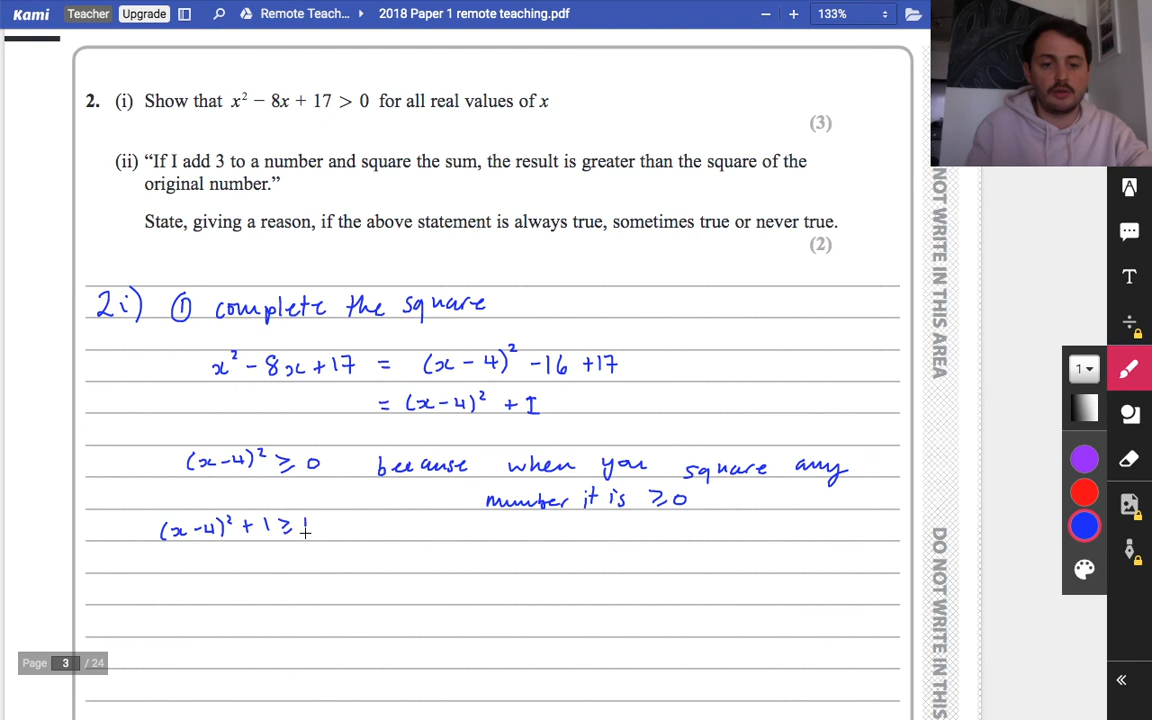 Kami Teacher Upgrade Remote Teach... 2018 Paper 1 remote teaching.pdf 133%
2. (i) Show that x² − 8x + 17 > 0 for all real values of x
(3)
(ii) “If I add 3 to a number and square the sum, the result is greater than the square of the
original number.”
State, giving a reason, if the above statement is always true, sometimes true or never true.
(2)
2i) ① complete the square
x² - 8x + 17 = (x - 4)² - 16 + 17
= (x-4)² + 1
(x-4)² ≥ 0 because when you square any
number it is ≥ 0
(x-4)² + 1 ≥ 1
NOT WRITE IN THIS AREA
DO NOT WRITE IN THIS
Page 3 / 24
T
1